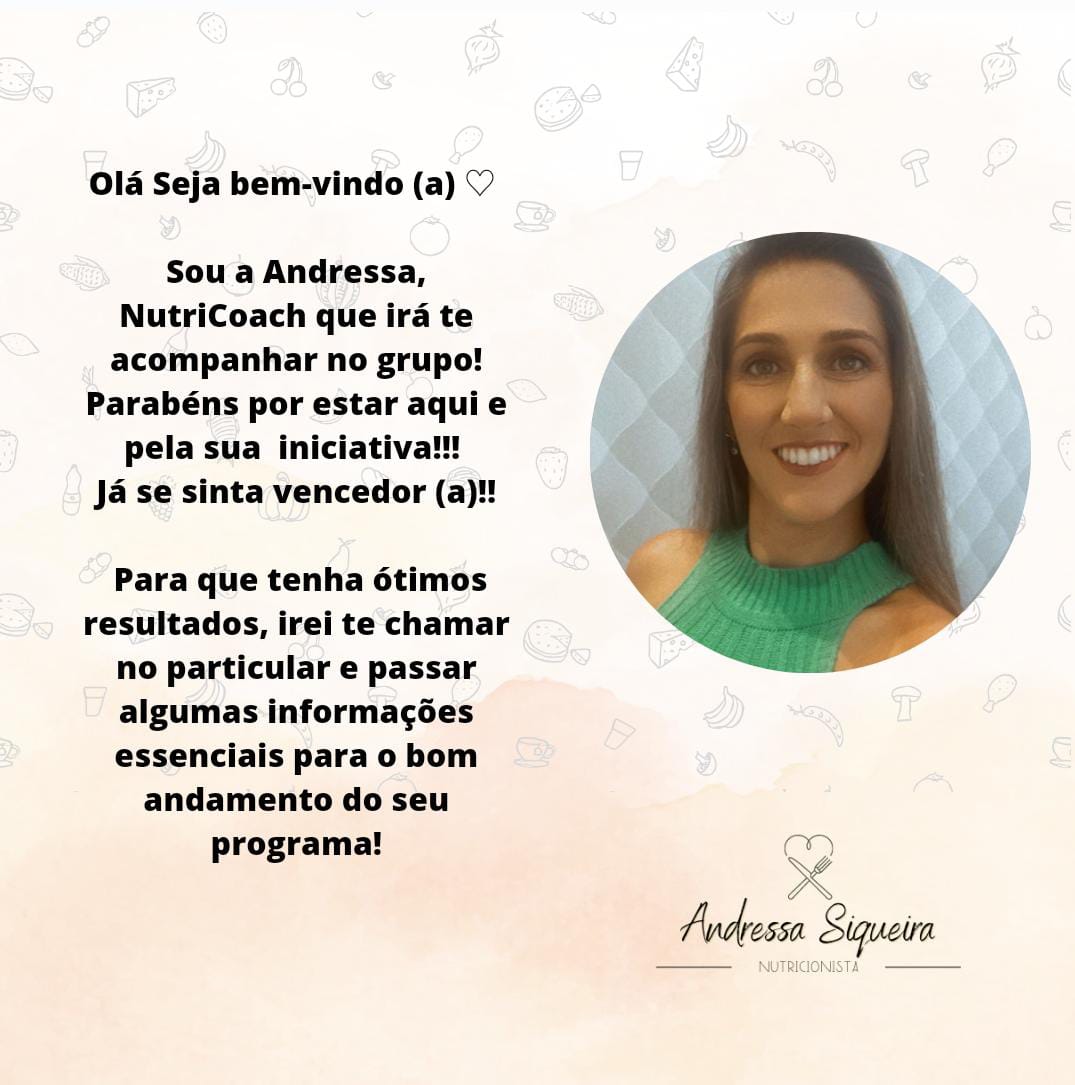 Olá Seja bem-vindo (a) ♡
Sou a Andressa,
NutriCoach que irá te
acompanhar no grupo!
Parabéns por estar aqui e
pela sua  iniciativa!!!
Já se sinta vencedor (a)!!
Para que tenha ótimos
resultados, irei te chamar
no particular e passar
algumas informações
essenciais para o bom
andamento do seu
programa!
Andressa Siqueira
NUTRICIONISTA